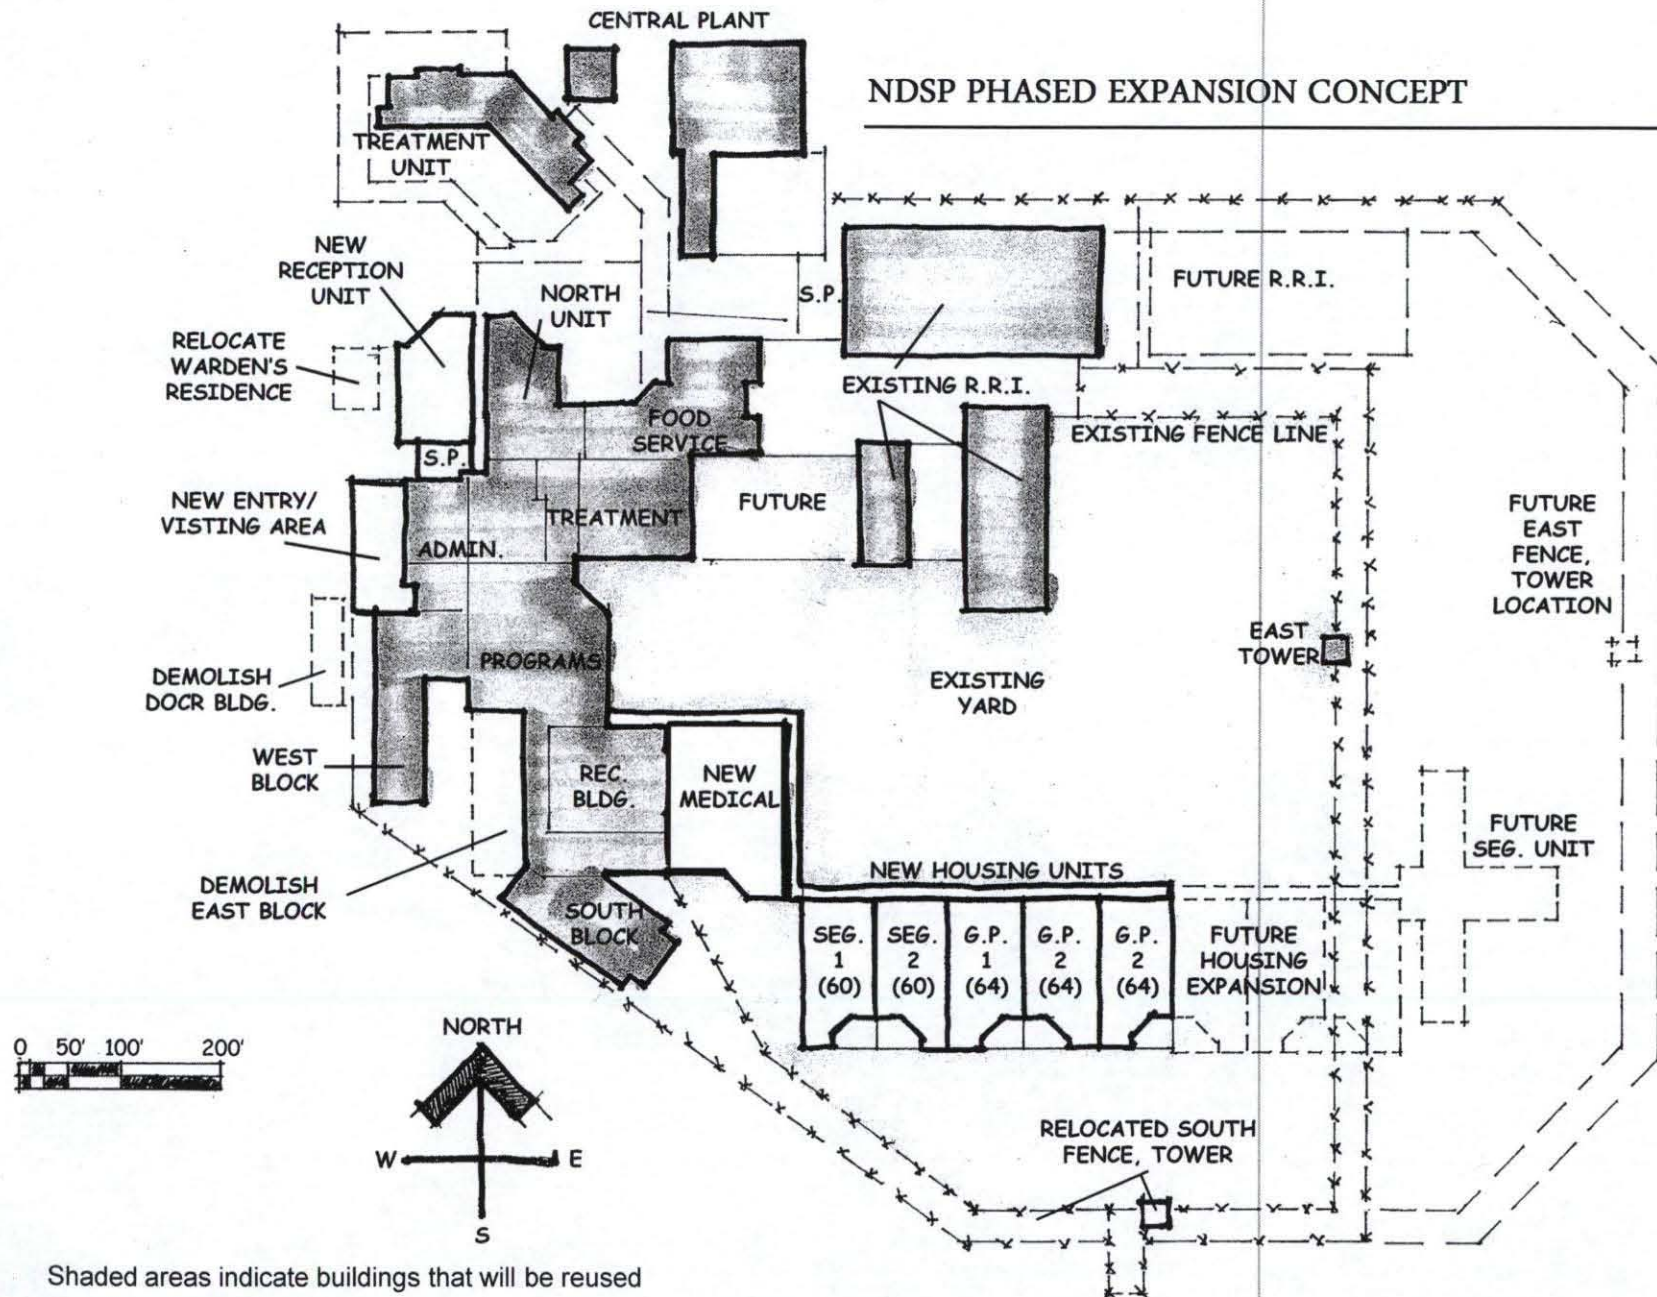 CENTRAL PLANT
NDSP PHASED EXPANSION CONCEPT
TREATMENT
UNIT
NEW
RECEPTION
UNIT
NORTH
UNIT
S.P.
FUTURE R.R.I.
RELOCATE
WARDEN'S
RESIDENCE
EXISTING R.R.I.
FOOD
SERVICE
EXISTING FENCE LINE
S.P.
NEW ENTRY/
VISTING AREA
TREATMENT
FUTURE
ADMIN.
FUTURE
EAST
FENCE,
TOWER
LOCATION
EAST
TOWER
PROGRAMS
DEMOLISH
DOCR BLDG.
EXISTING
YARD
WEST
BLOCK
REC.
BLDG.
NEW
MEDICAL
FUTURE
SEG. UNIT
DEMOLISH
EAST BLOCK
NEW HOUSING UNITS
SOUTH
BLOCK
SEG.
1
(60)
SEG.
2
(60)
G.P.
1
(64)
G.P.
2
(64)
G.P.
2
(64)
FUTURE
HOUSING
EXPANSION
0 50' 100' 200'
NORTH
W E
S
RELOCATED SOUTH
FENCE, TOWER
Shaded areas indicate buildings that will be reused